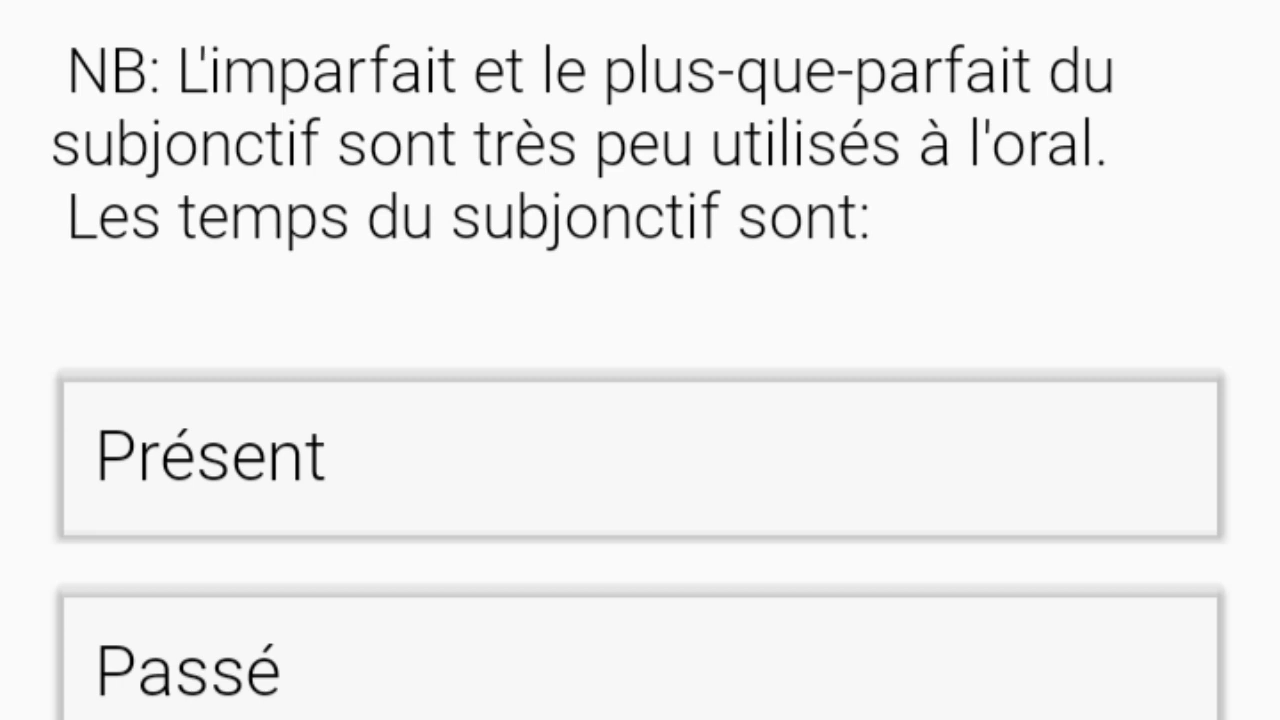 NB: L'imparfait et le plus-que-parfait du
subjonctif sont très peu utilisés à l'oral.
Les temps du subjonctif sont:
Présent
Passé